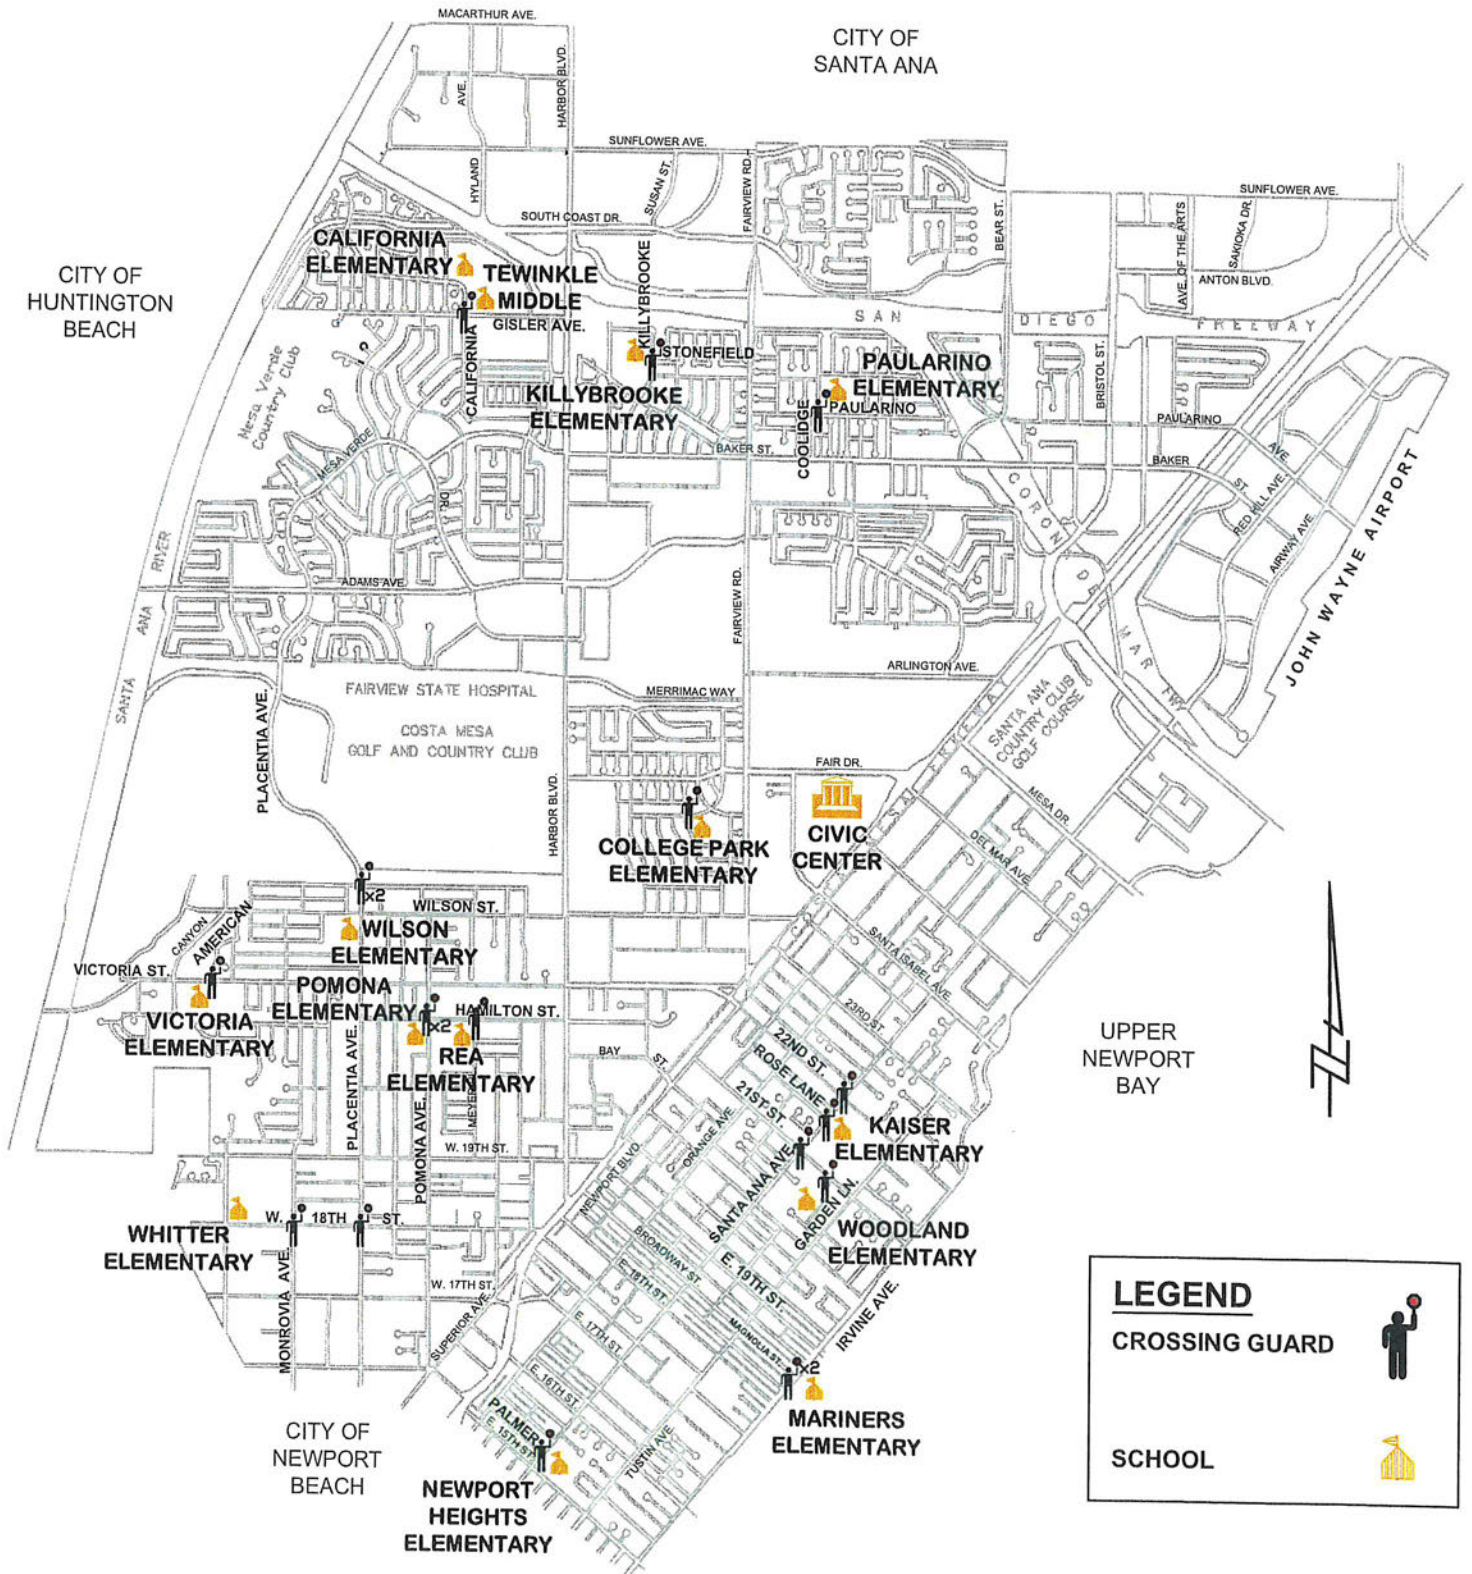 MACARTHUR AVE.
CITY OF
SANTA ANA
AVE.
HARBOR BLVD.
SUNFLOWER AVE.
HYLAND
SUSAN ST.
FAIRVIEW RD.
SUNFLOWER AVE.
SOUTH COAST DR.
BEAR ST.
AVE. OF THE ARTS
SAKIOKA DR.
ANTON BLVD.
CITY OF
HUNTINGTON
BEACH
CALIFORNIA
ELEMENTARY
TEWINKLE
MIDDLE
GISLER AVE.
KILLYBROOKE
STONEFIELD
SAN DIEGO FREEWAY
Mesa Verde
Country Club
CALIFORNIA
KILLYBROOKE
ELEMENTARY
PAULARINO
ELEMENTARY
PAULARINO
COOLIDGE
BRISTOL ST.
PAULARINO
AVE.
BAKER ST.
BAKER
ST.
MESA VERDE
DR.
RED HILL AVE.
AIRWAY AVE.
JOHN WAYNE AIRPORT
CORONA DEL MAR FWY
SANTA ANA RIVER
ADAMS AVE.
FAIRVIEW RD.
ARLINGTON AVE.
MERRIMAC WAY
FAIRVIEW STATE HOSPITAL
COSTA MESA
GOLF AND COUNTRY CLUB
SANTA ANA
COUNTRY CLUB
GOLF COURSE
PLACENTIA AVE.
HARBOR BLVD.
FAIR DR.
CIVIC
CENTER
MESA DR.
DEL MAR AVE.
COLLEGE PARK
ELEMENTARY
x2
WILSON ST.
WILSON
ELEMENTARY
CANYON
AMERICAN
VICTORIA ST.
VICTORIA
ELEMENTARY
POMONA
ELEMENTARY
x2
HAMILTON ST.
REA
ELEMENTARY
BAY
ST.
SANTA ISABEL AVE.
23RD ST.
22ND ST.
ROSE LANE
21ST ST.
UPPER
NEWPORT
BAY
PLACENTIA AVE.
POMONA AVE.
MEYER
W. 19TH ST.
ORANGE AVE.
NEWPORT BLVD.
SANTA ANA AVE.
KAISER
ELEMENTARY
GARDEN LN.
WOODLAND
ELEMENTARY
WHITTER
ELEMENTARY
W. 18TH ST.
MONROVIA AVE.
W. 17TH ST.
SUPERIOR AVE.
BROADWAY ST.
E. 18TH ST.
E. 19TH ST.
MAGNOLIA ST.
IRVINE AVE.
E. 17TH ST.
E. 16TH ST.
x2
MARINERS
ELEMENTARY
TUSTIN AVE.
PALMER
E. 15TH ST.
CITY OF
NEWPORT
BEACH
NEWPORT
HEIGHTS
ELEMENTARY
LEGEND
CROSSING GUARD
SCHOOL